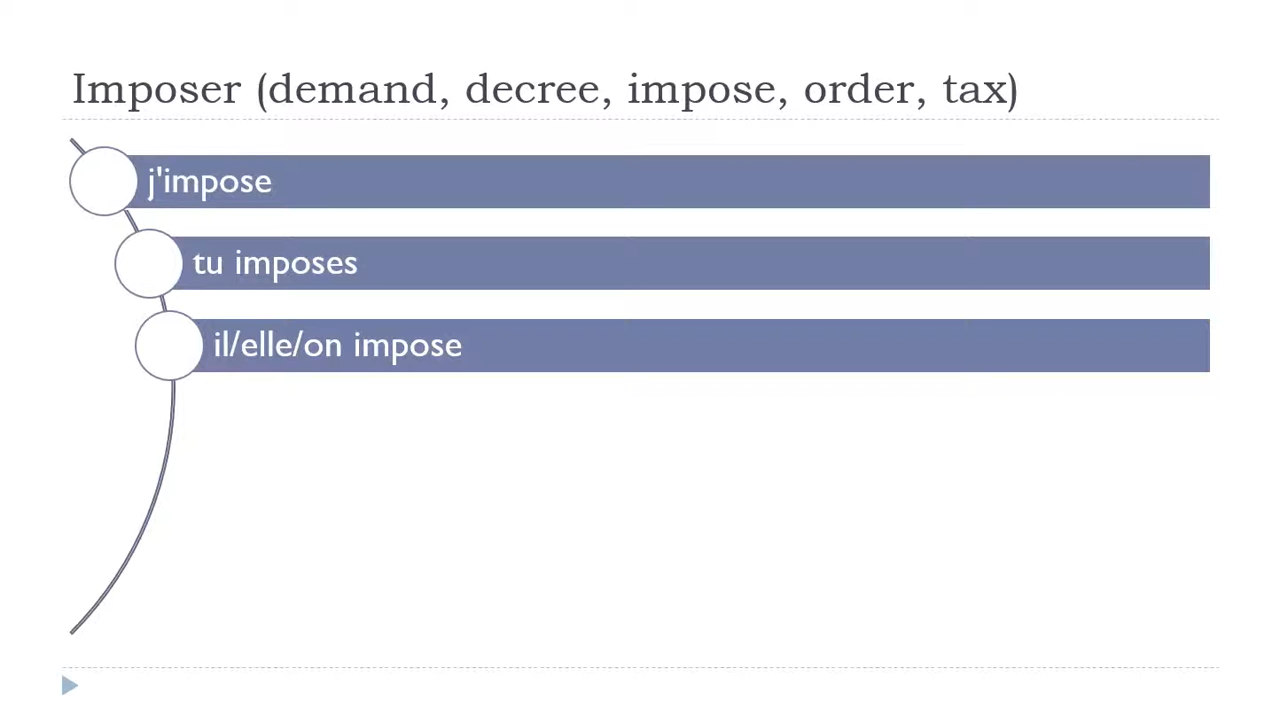 Imposer (demand, decree, impose, order, tax)
j'impose
tu imposes
il/elle/on impose